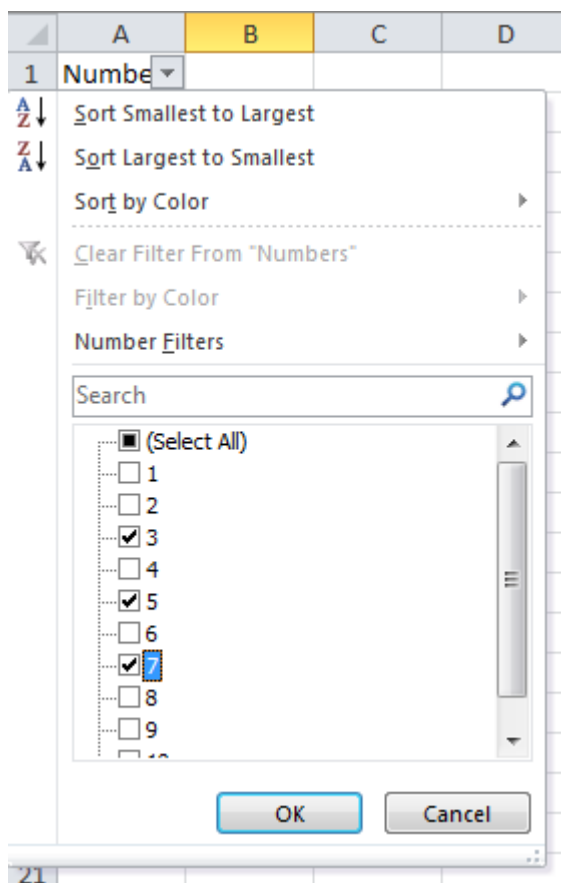 A B C D
1 Numbe
Sort Smallest to Largest
Sort Largest to Smallest
Sort by Color
Clear Filter From "Numbers"
Filter by Color
Number Filters
Search
(Select All)
1
2
3
4
5
6
7
8
9
OK Cancel
21